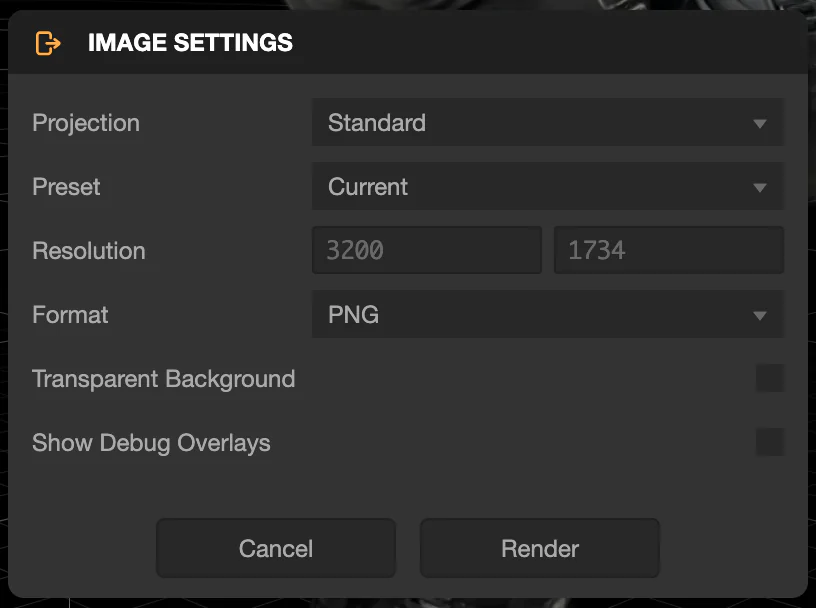 IMAGE SETTINGS
Projection Standard
Preset Current
Resolution 3200 1734
Format PNG
Transparent Background
Show Debug Overlays
Cancel Render